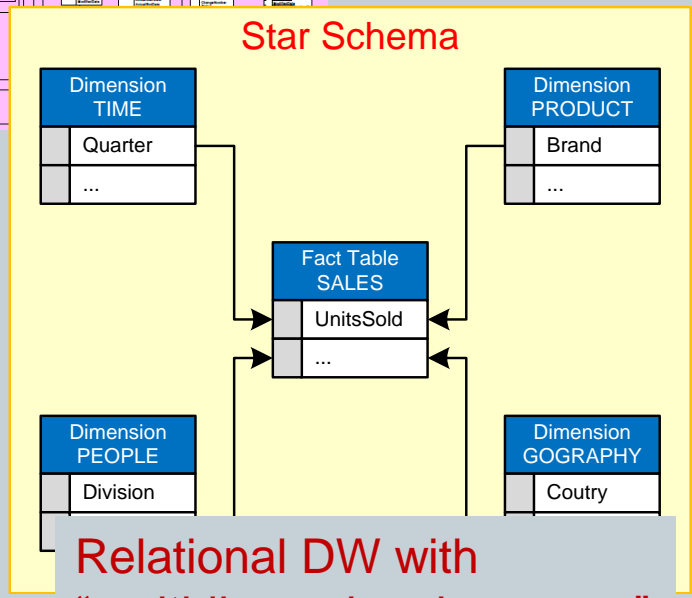 Star Schema
Dimension
TIME
Quarter
...
Dimension
PRODUCT
Brand
...
Fact Table
SALES
UnitsSold
...
Dimension
PEOPLE
Division
Dimension
GOGRAPHY
Coutry
Relational DW with